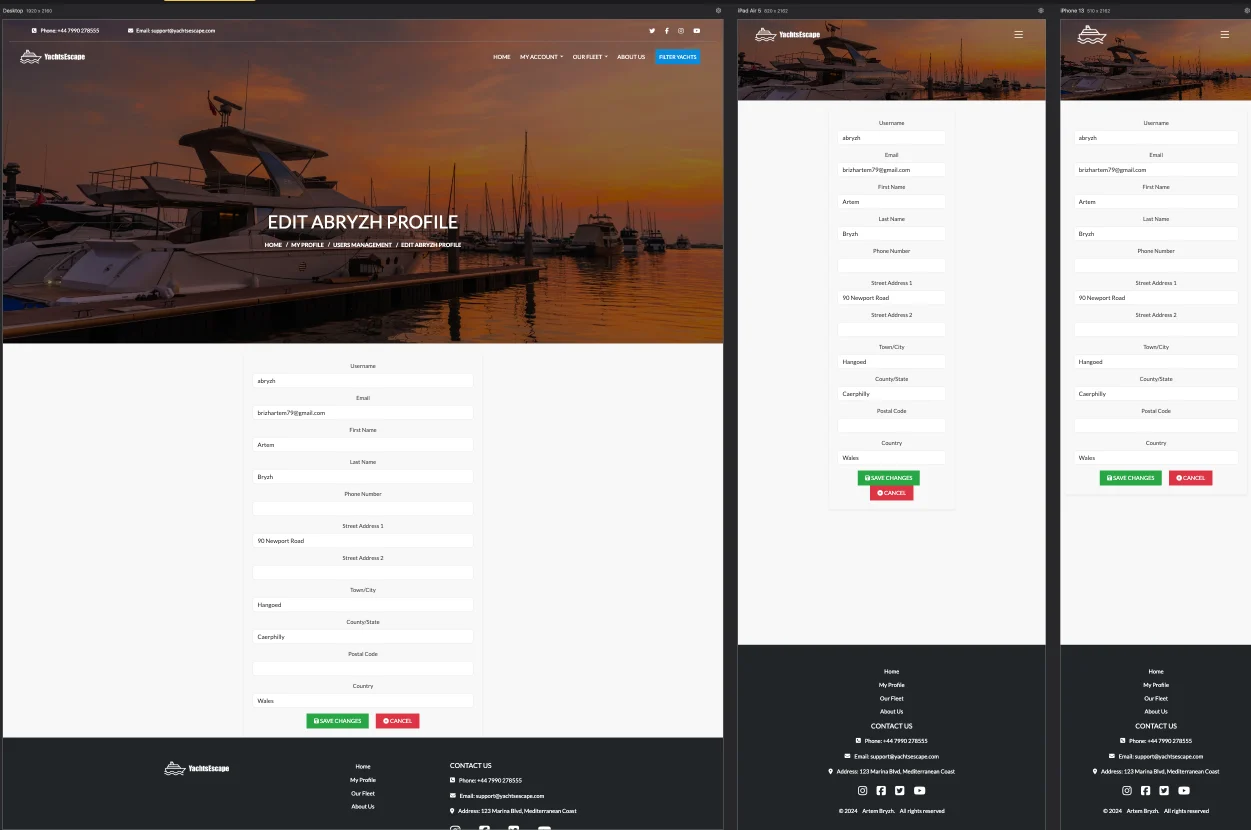 Desktop 1920 x 2160
Phone: +44 7990 278555 Email: support@yachtsescape.com
YachtsEscape HOME MY ACCOUNT OUR FLEET ABOUT US FILTER YACHTS
EDIT ABRYZH PROFILE
HOME / MY PROFILE / USERS MANAGEMENT / EDIT ABRYZH PROFILE
Username
abryzh
Email
brizhartem79@gmail.com
First Name
Artem
Last Name
Bryzh
Phone Number
Street Address 1
90 Newport Road
Street Address 2
Town/City
Hangoed
County/State
Caerphilly
Postal Code
Country
Wales
SAVE CHANGES CANCEL
YachtsEscape
Home
My Profile
Our Fleet
About Us
CONTACT US
Phone: +44 7990 278555
Email: support@yachtsescape.com
Address: 123 Marina Blvd, Mediterranean Coast
iPad Air 5 820 x 2162
YachtsEscape
Username
abryzh
Email
brizhartem79@gmail.com
First Name
Artem
Last Name
Bryzh
Phone Number
Street Address 1
90 Newport Road
Street Address 2
Town/City
Hangoed
County/State
Caerphilly
Postal Code
Country
Wales
SAVE CHANGES
CANCEL
Home
My Profile
Our Fleet
About Us
CONTACT US
Phone: +44 7990 278555
Email: support@yachtsescape.com
Address: 123 Marina Blvd, Mediterranean Coast
© 2024 Artem Bryzh. All rights reserved
iPhone 13 510 x 2162
Username
abryzh
Email
brizhartem79@gmail.com
First Name
Artem
Last Name
Bryzh
Phone Number
Street Address 1
90 Newport Road
Street Address 2
Town/City
Hangoed
County/State
Caerphilly
Postal Code
Country
Wales
SAVE CHANGES CANCEL
Home
My Profile
Our Fleet
About Us
CONTACT US
Phone: +44 7990 278555
Email: support@yachtsescape.com
Address: 123 Marina Blvd, Mediterranean Coast
© 2024 Artem Bryzh. All rights reserved